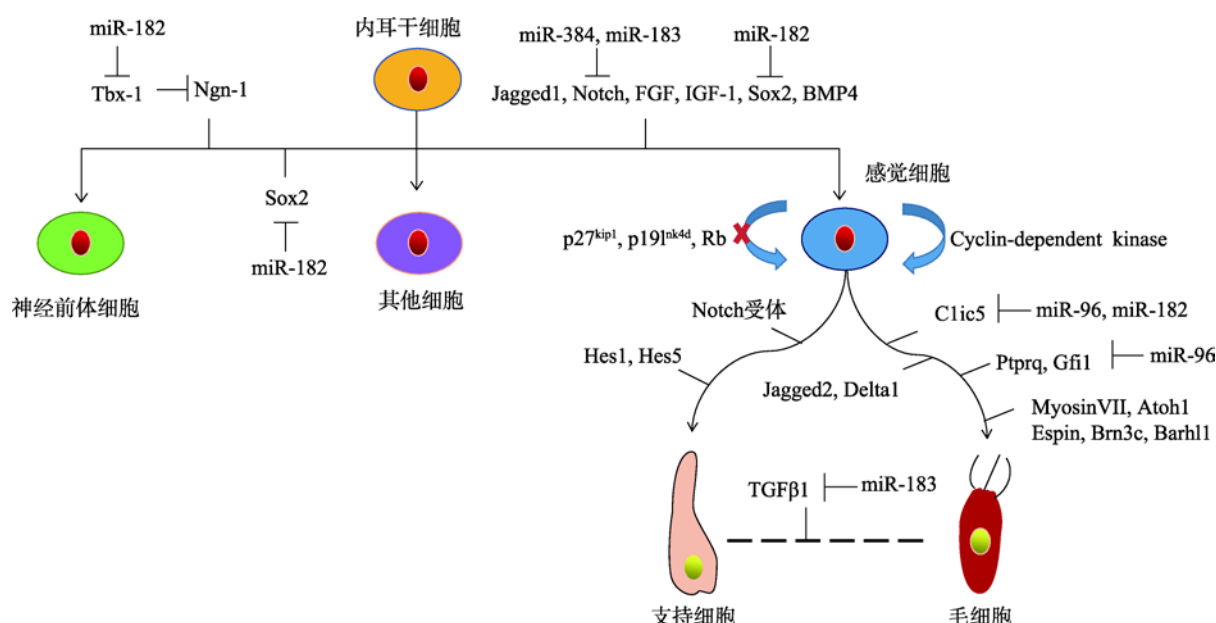 miR-182
内耳干细胞
miR-384, miR-183
miR-182
Tbx-1
Ngn-1
Jagged1, Notch, FGF, IGF-1, Sox2, BMP4
感觉细胞
Sox2
p27kip1, p19lnk4d, Rb
Cyclin-dependent kinase
miR-182
神经前体细胞
其他细胞
Notch受体
C1ic5
miR-96, miR-182
Hes1, Hes5
Ptprq, Gfi1
miR-96
Jagged2, Delta1
MyosinVII, Atoh1
Espin, Brn3c, Barhl1
TGFβ1
miR-183
支持细胞
毛细胞